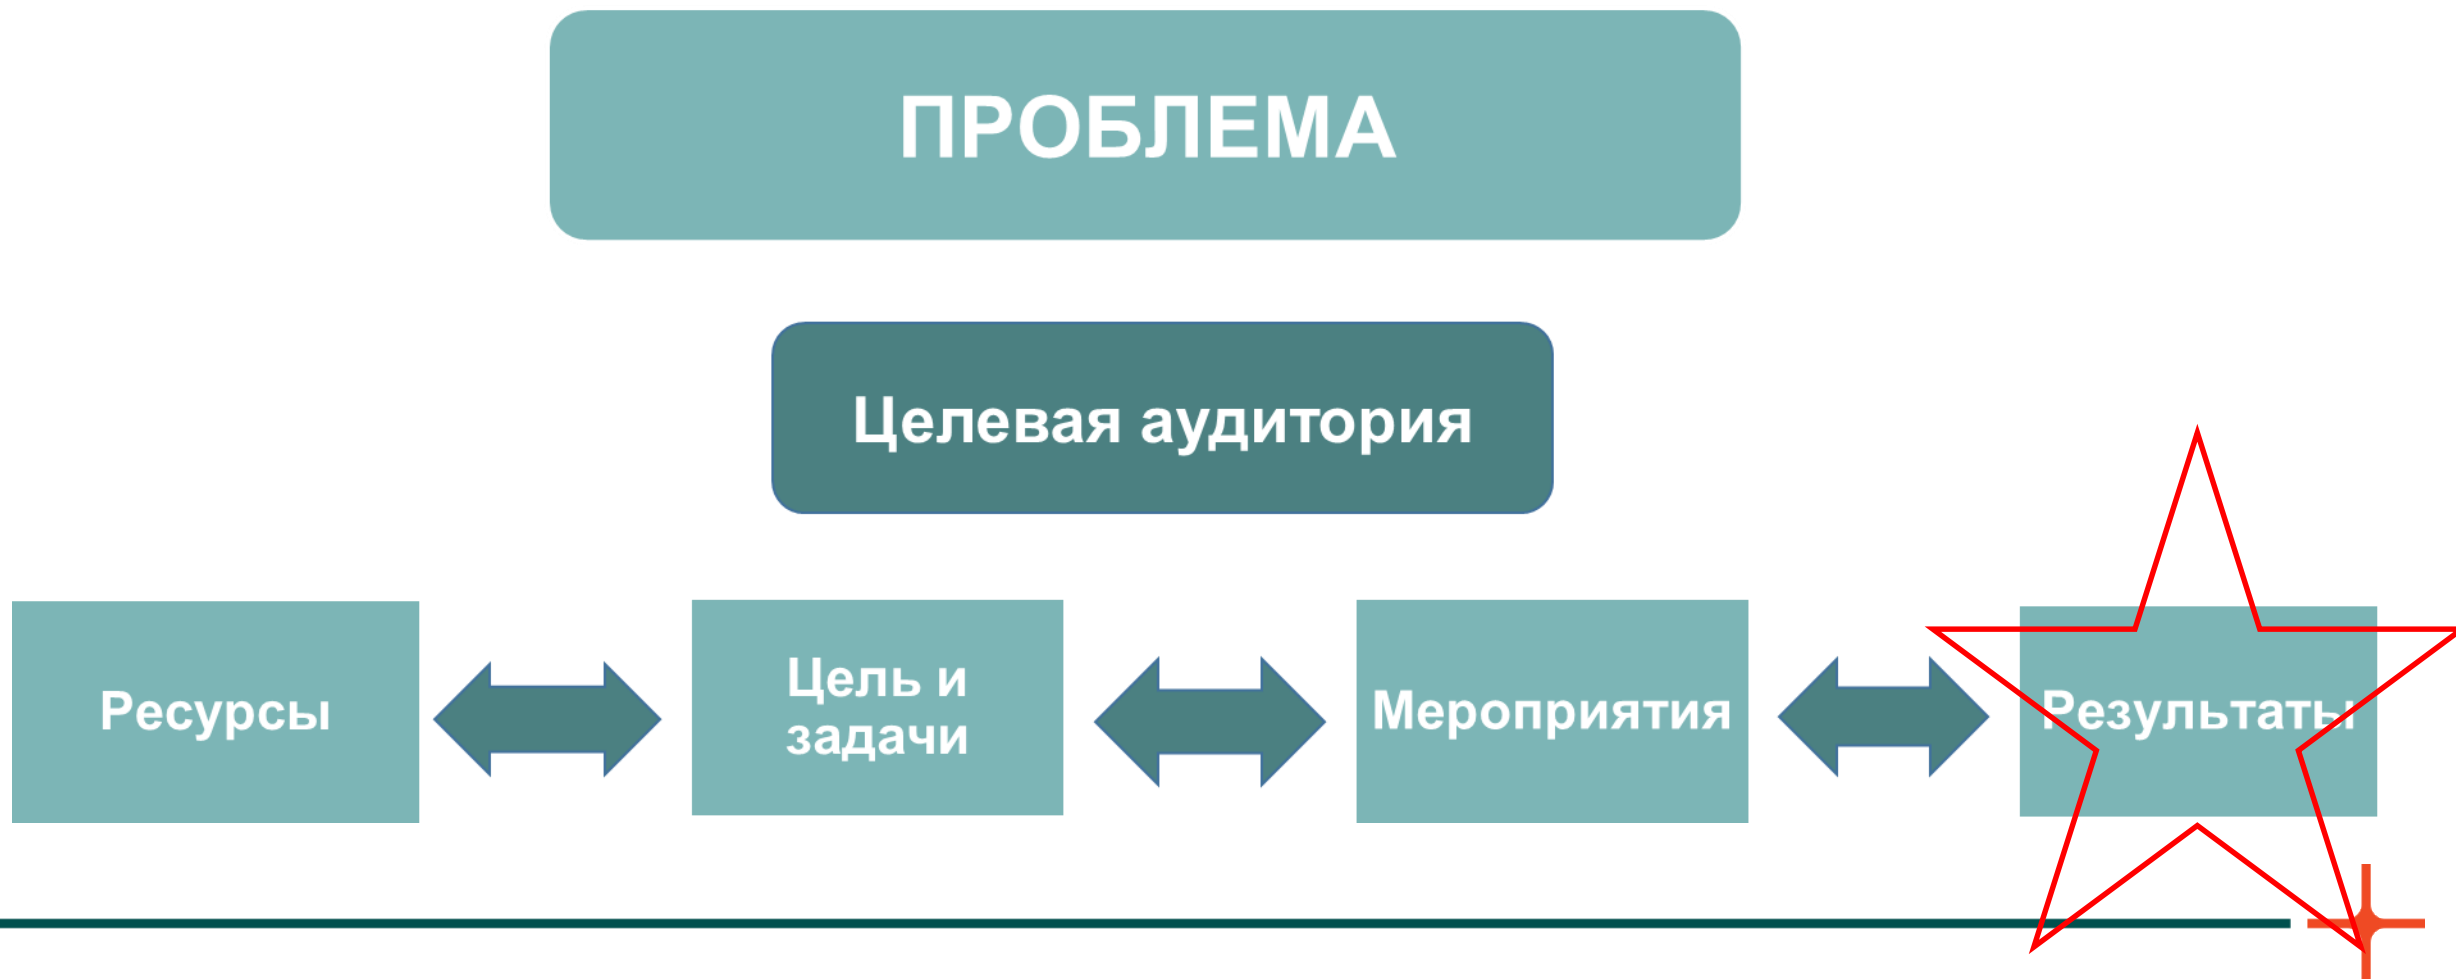 ПРОБЛЕМА
Целевая аудитория
Ресурсы
Цель и
задачи
Мероприятия
Результаты